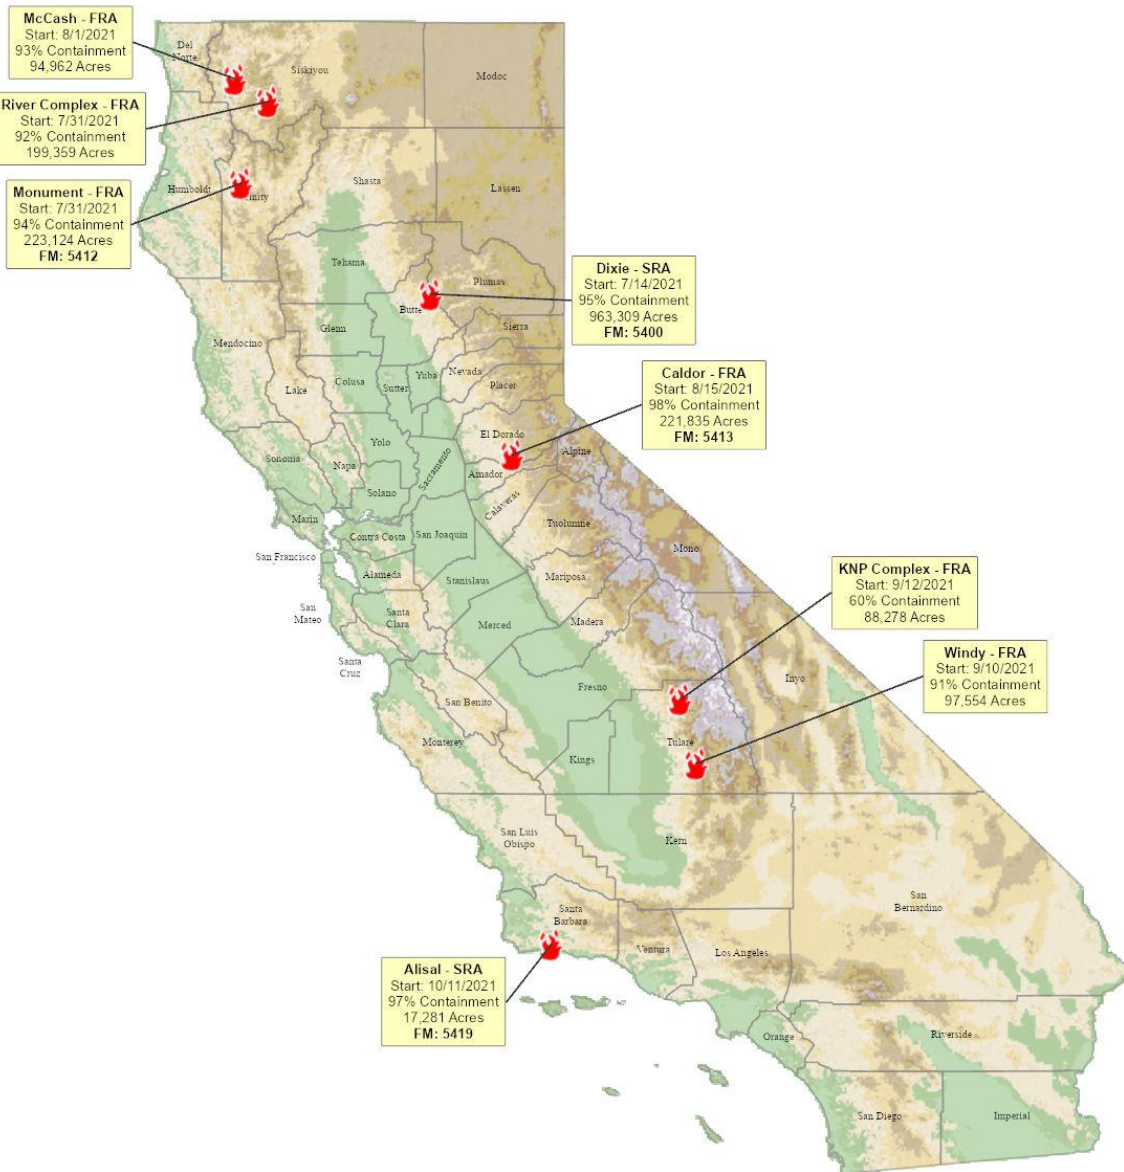 McCash - FRA
Start: 8/1/2021
93% Containment
94,962 Acres
River Complex - FRA
Start: 7/31/2021
92% Containment
199,359 Acres
Monument - FRA
Start: 7/31/2021
94% Containment
223,124 Acres
FM: 5412
Dixie - SRA
Start: 7/14/2021
95% Containment
963,309 Acres
FM: 5400
Caldor - FRA
Start: 8/15/2021
98% Containment
221,835 Acres
FM: 5413
KNP Complex - FRA
Start: 9/12/2021
60% Containment
88,278 Acres
Windy - FRA
Start: 9/10/2021
91% Containment
97,554 Acres
Alisal - SRA
Start: 10/11/2021
97% Containment
17,281 Acres
FM: 5419
Del
Norte
Siskiyou
Modoc
Humboldt
Shasta
Lassen
Tehama
Plumas
Butte
Glenn
Sierra
Mendocino
Lake
Colusa
Sutter
Yuba
Nevada
Placer
El Dorado
Yolo
Sonoma
Napa
Sacramento
Amador
Alpine
Solano
Calaveras
Marin
Contra Costa
San Joaquin
Tuolumne
Mono
San Francisco
Alameda
Stanislaus
Mariposa
San
Mateo
Santa
Clara
Merced
Madera
Santa
Cruz
Fresno
Inyo
San Benito
Monterey
Kings
Tulare
San Luis
Obispo
Kern
San
Bernardino
Santa
Barbara
Ventura
Los Angeles
Orange
Riverside
San Diego
Imperial